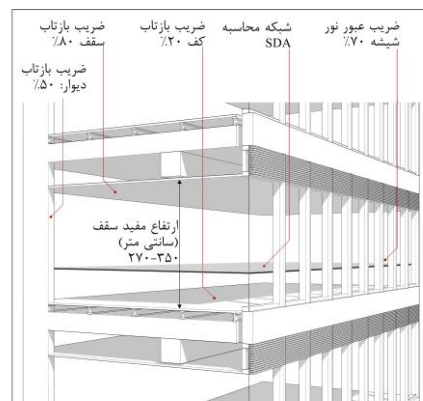 ضریب عبور نور
شیشه ۷۰٪
شبکه محاسبه
SDA
ضریب بازتاب
کف ۲۰٪
ضریب بازتاب
سقف ۸۰٪
ضریب بازتاب
دیوار: ۵۰٪
ارتفاع مفید سقف
(سانتی متر)
۲۷۰-۳۵۰